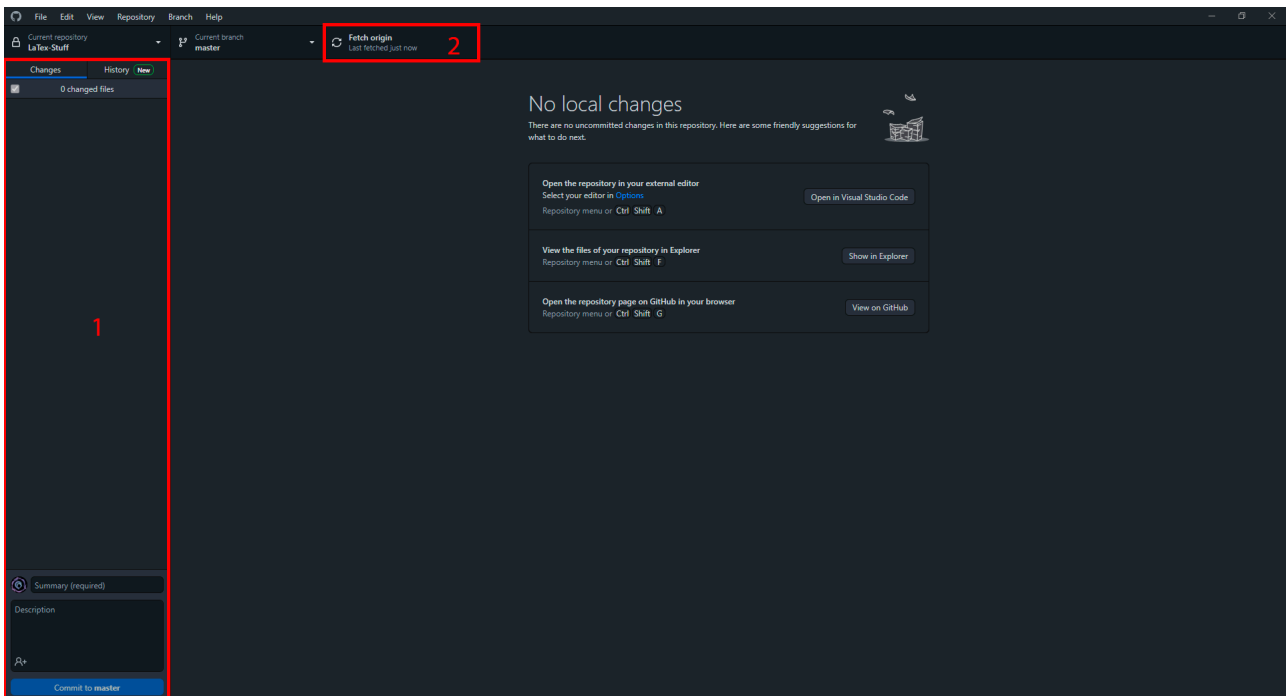 File Edit View Repository Branch Help
Current repository
LaTex-Stuff
Current branch
master
Fetch origin
Last fetched just now
2
Changes
History New
0 changed files
1
Summary (required)
Description
Commit to master
No local changes
There are no uncommitted changes in this repository. Here are some friendly suggestions for
what to do next.
Open the repository in your external editor
Select your editor in Options
Repository menu or Ctrl Shift A
Open in Visual Studio Code
View the files of your repository in Explorer
Repository menu or Ctrl Shift F
Show in Explorer
Open the repository page on GitHub in your browser
Repository menu or Ctrl Shift G
View on GitHub